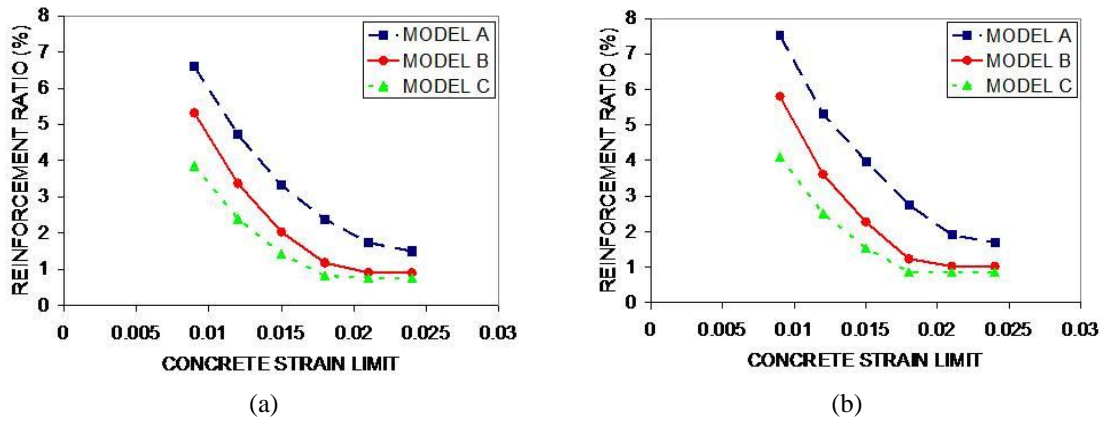 REINFORCEMENT RATIO (%)
8
7
6
5
4
3
2
1
0
0 0.005 0.01 0.015 0.02 0.025 0.03
CONCRETE STRAIN LIMIT
MODEL A
MODEL B
MODEL C
(a)
REINFORCEMENT RATIO (%)
8
7
6
5
4
3
2
1
0
0 0.005 0.01 0.015 0.02 0.025 0.03
CONCRETE STRAIN LIMIT
MODEL A
MODEL B
MODEL C
(b)